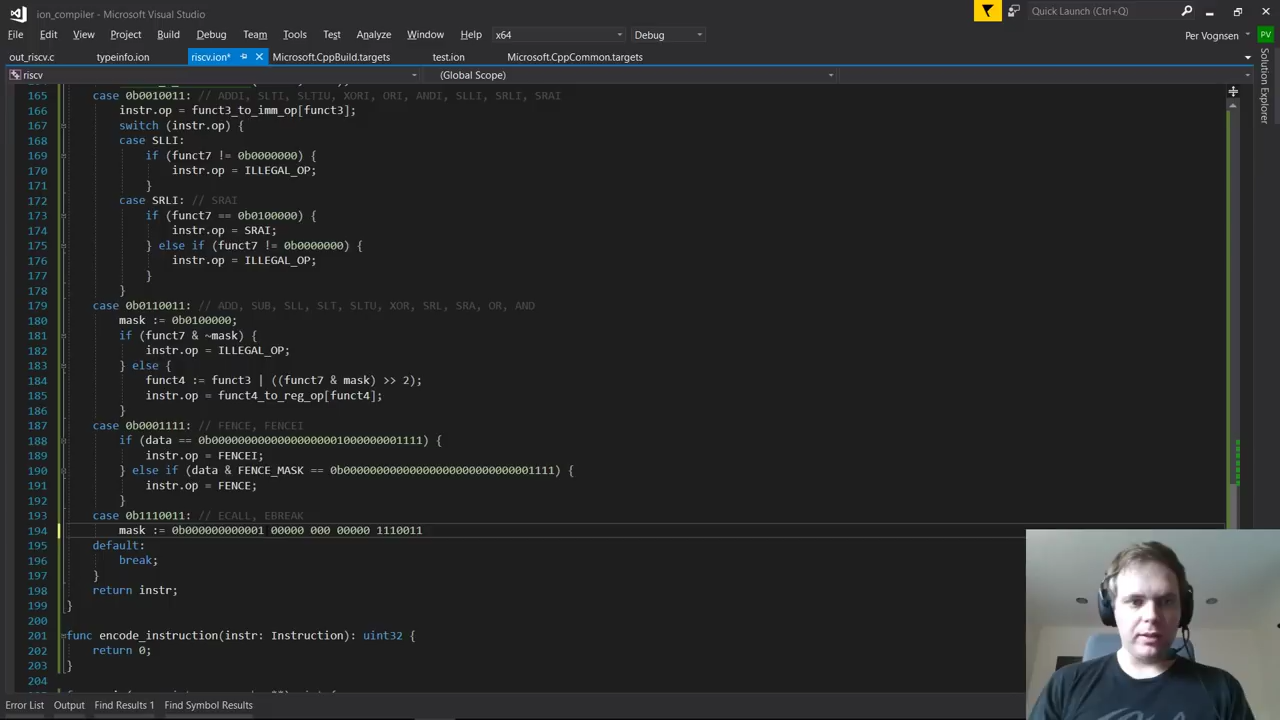 ion_compiler - Microsoft Visual Studio
Quick Launch (Ctrl+Q)
File Edit View Project Build Debug Team Tools Test Analyze Window Help x64 Debug
Per Vognsen PV
out_riscv.c typeinfo.ion riscv.ion* Microsoft.CppBuild.targets test.ion Microsoft.CppCommon.targets
riscv (Global Scope)
Solution Explorer
165 case 0b0010011: // ADDI, SLTI, SLTIU, XORI, ORI, ANDI, SLLI, SRLI, SRAI
166 instr.op = funct3_to_imm_op[funct3];
167 switch (instr.op) {
168 case SLLI:
169 if (funct7 != 0b0000000) {
170 instr.op = ILLEGAL_OP;
171 }
172 case SRLI: // SRAI
173 if (funct7 == 0b0100000) {
174 instr.op = SRAI;
175 } else if (funct7 != 0b0000000) {
176 instr.op = ILLEGAL_OP;
177 }
178 }
179 case 0b0110011: // ADD, SUB, SLL, SLT, SLTU, XOR, SRL, SRA, OR, AND
180 mask := 0b0100000;
181 if (funct7 & ~mask) {
182 instr.op = ILLEGAL_OP;
183 } else {
184 funct4 := funct3 | ((funct7 & mask) >> 2);
185 instr.op = funct4_to_reg_op[funct4];
186 }
187 case 0b0001111: // FENCE, FENCEI
188 if (data == 0b00000000000000000001000000001111) {
189 instr.op = FENCEI;
190 } else if (data & FENCE_MASK == 0b00000000000000000000000000001111) {
191 instr.op = FENCE;
192 }
193 case 0b1110011: // ECALL, EBREAK
194 mask := 0b000000000001 00000 000 00000 1110011
195 default:
196 break;
197 }
198 return instr;
199 }
200
201 func encode_instruction(instr: Instruction): uint32 {
202 return 0;
203 }
204
Error List Output Find Results 1 Find Symbol Results